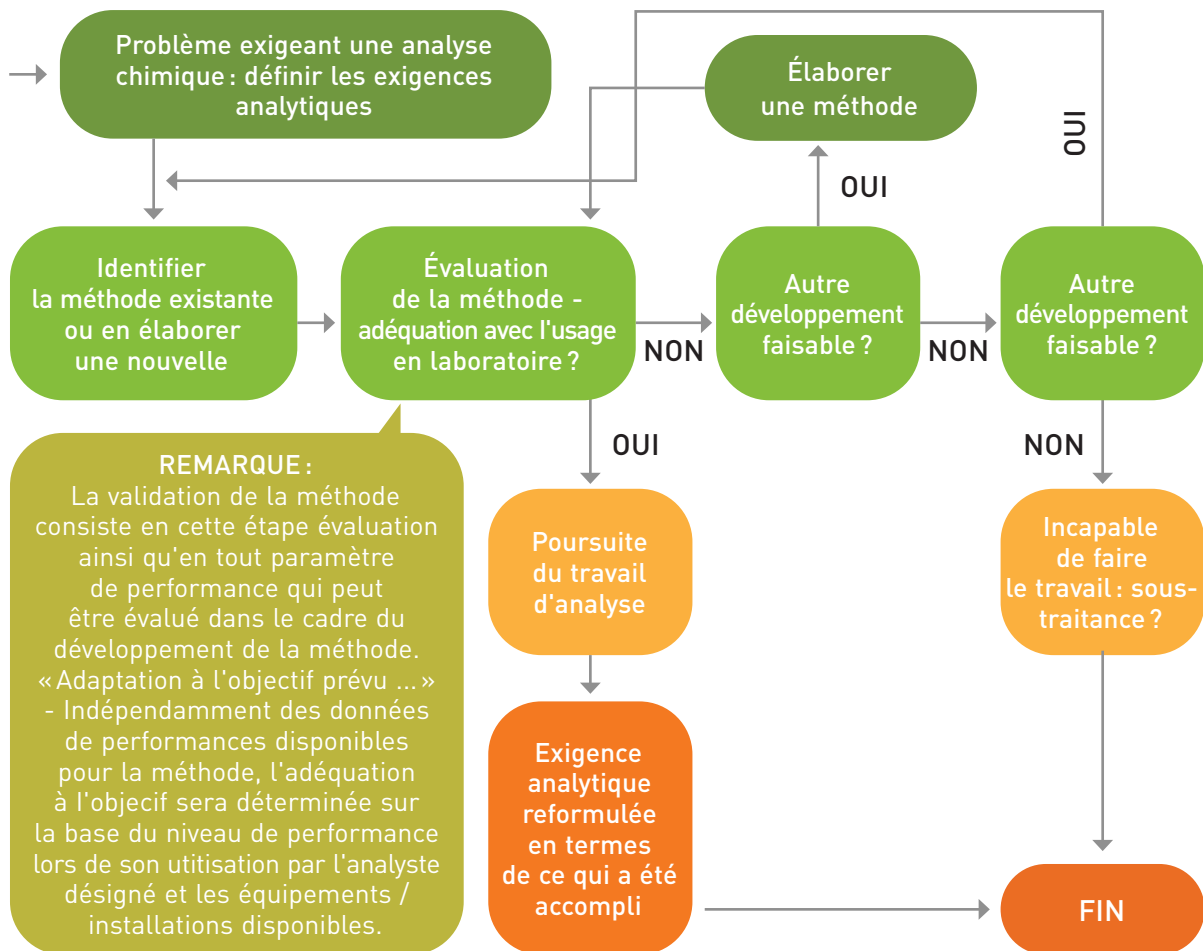 Problème exigeant une analyse
chimique : définir les exigences
analytiques
Élaborer
une méthode
OUI
OUI
Identifier
la méthode existante
ou en élaborer
une nouvelle
Évaluation
de la méthode -
adéquation avec l'usage
en laboratoire ?
NON
Autre
développement
faisable ?
NON
Autre
développement
faisable ?
OUI
NON
REMARQUE :
La validation de la méthode
consiste en cette étape évaluation
ainsi qu'en tout paramètre
de performance qui peut
être évalué dans le cadre du
développement de la méthode.
« Adaptation à l'objectif prévu ... »
- Indépendamment des données
de performances disponibles
pour la méthode, l'adéquation
à l'objecif sera déterminée sur
la base du niveau de performance
lors de son utitisation par l'analyste
désigné et les équipements /
installations disponibles.
Poursuite
du travail
d'analyse
Incapable
de faire
le travail : sous-
traitance ?
Exigence
analytique
reformulée
en termes
de ce qui a été
accompli
FIN